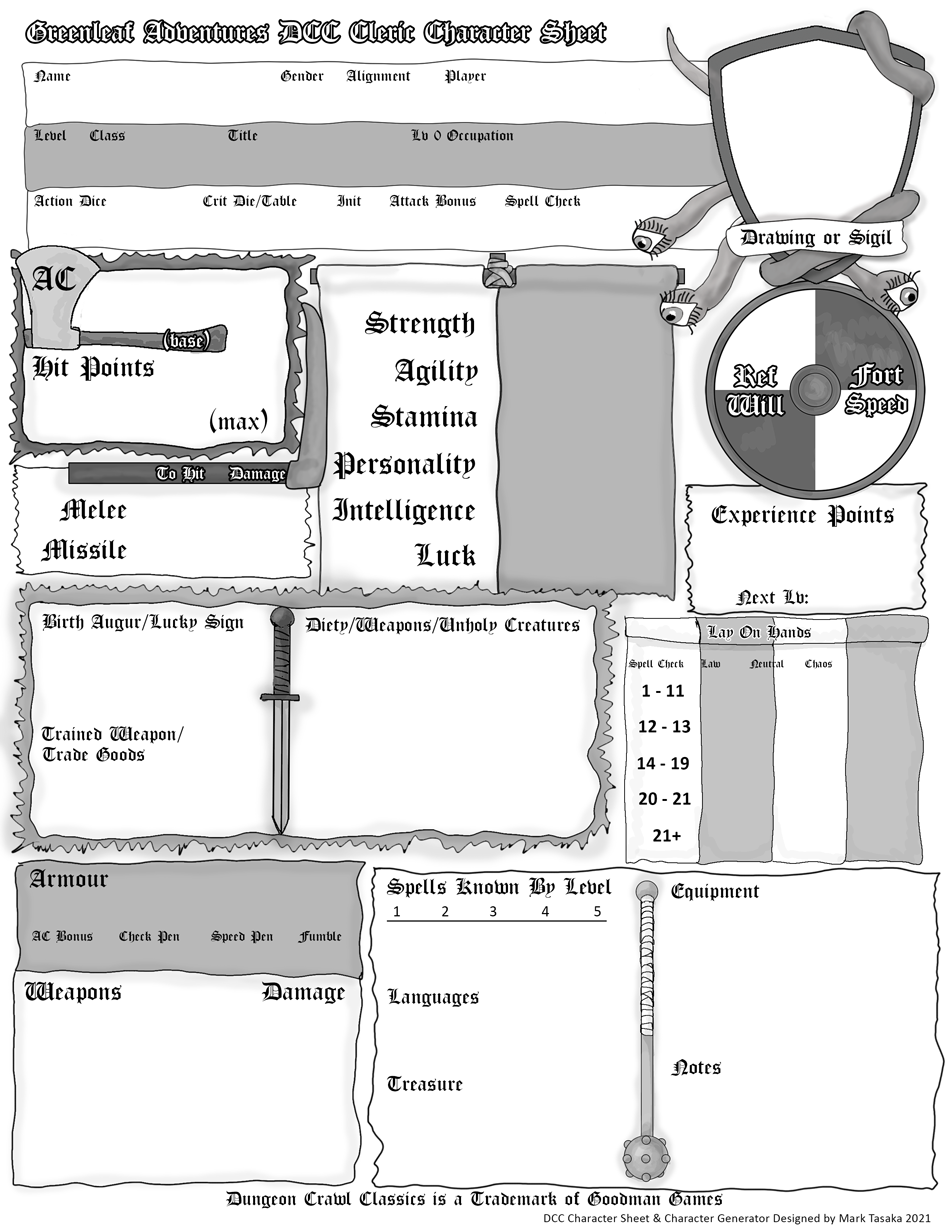 Greenleaf Adventures DCC Cleric Character Sheet
Name Gender Alignment Player
Level Class Title Lv 0 Occupation
Action Dice Crit Die/Table Init Attack Bonus Spell Check
Drawing or Sigil
AC
(base)
Hit Points
(max)
To Hit Damage
Melee
Missile
Strength
Agility
Stamina
Personality
Intelligence
Luck
Ref Fort
Will Speed
Experience Points
Next Lv:
Birth Augur/Lucky Sign
Diety/Weapons/Unholy Creatures
Trained Weapon/
Trade Goods
Lay On Hands
Spell Check Law Neutral Chaos
1 - 11
12 - 13
14 - 19
20 - 21
21+
Armour
AC Bonus Check Pen Speed Pen Fumble
Weapons Damage
Spells Known By Level
1 2 3 4 5
Languages
Treasure
Equipment
Notes
Dungeon Crawl Classics is a Trademark of Goodman Games
DCC Character Sheet & Character Generator Designed by Mark Tasaka 2021